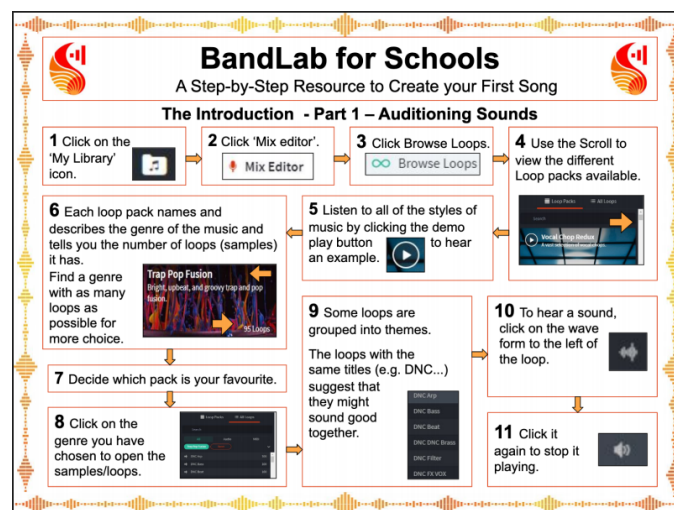 BandLab for Schools
A Step-by-Step Resource to Create your First Song
The Introduction - Part 1 – Auditioning Sounds
1 Click on the
'My Library'
icon.
2 Click 'Mix editor'.
Mix Editor
3 Click Browse Loops.
Browse Loops
4 Use the Scroll to
view the different
Loop packs available.
Loop Packs All Loops
Search
Vocal Chop Redux
A vast selection of vocal chops.
5 Listen to all of the styles of
music by clicking the demo
play button to hear
an example.
6 Each loop pack names and
describes the genre of the music and
tells you the number of loops (samples)
it has.
Find a genre
with as many
loops as
possible for
more choice.
Trap Pop Fusion
Bright, upbeat, and groovy trap and pop
fusion.
95 Loops
7 Decide which pack is your favourite.
8 Click on the
genre you have
chosen to open the
samples/loops.
Loop Packs All Loops
Search
9 Some loops are
grouped into themes.
The loops with the
same titles (e.g. DNC...)
suggest that
they might
sound good
together.
DNC Arp
DNC Bass
DNC Beat
DNC DNC Brass
DNC Filter
DNC FX VOX
10 To hear a sound,
click on the wave
form to the left of
the loop.
11 Click it
again to stop it
playing.